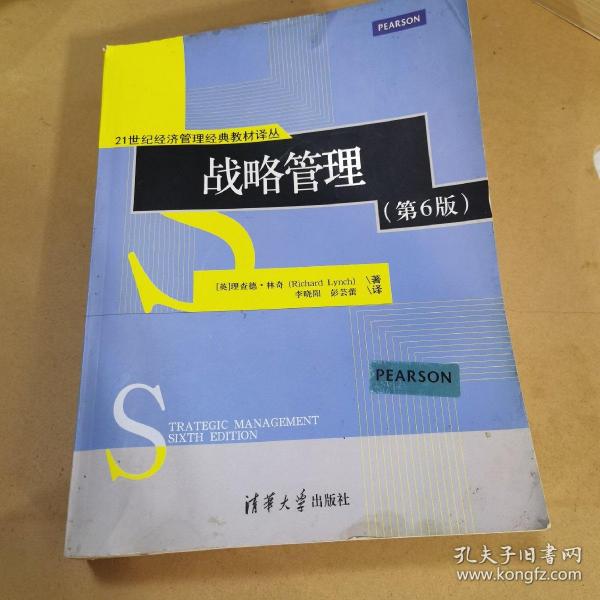 PEARSON
21世纪经济管理经典教材译丛
战略管理
(第6版)
[英]理查德·林奇 (Richard Lynch) 著
李晓阳 彭芸蕾 译
PEARSON
STRATEGIC MANAGEMENT
SIXTH EDITION
清华大学出版社
孔夫子旧书网
www.kongfz.com